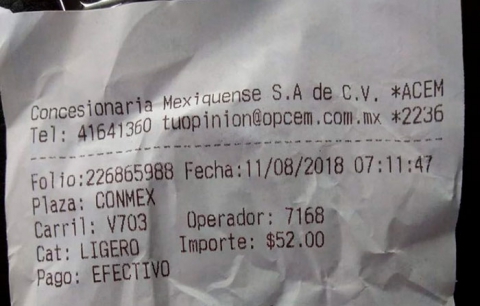 Concesionaria Mexiquense S.A de C.V. *ACEM
Tel: 41641360 tuopinion@opcem.com.mx *2236
Folio:226865988 Fecha:11/08/2018 07:11:47
Plaza: CONMEX
Carril: V703 Operador: 7168
Cat: LIGERO Importe: $52.00
Pago: EFECTIVO